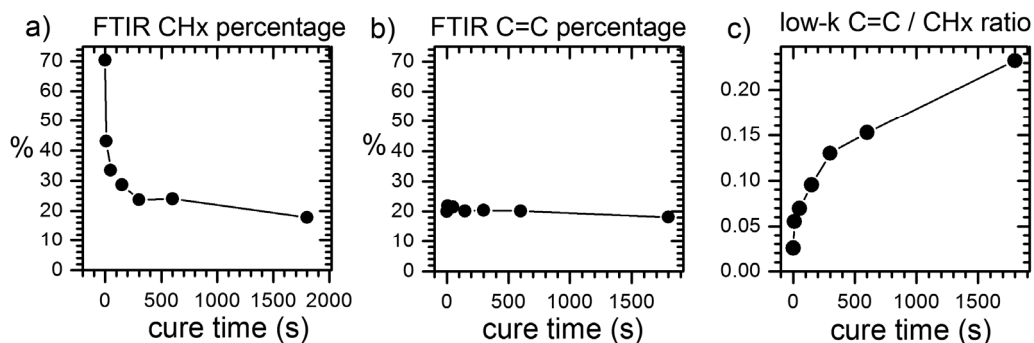 a) FTIR CHx percentage
70
60
50
40
30
20
10
0
%
0 500 1000 1500 2000
cure time (s)
b) FTIR C=C percentage
70
60
50
40
30
20
10
0
%
0 500 1000 1500
cure time (s)
c) low-k C=C / CHx ratio
0.20
0.15
0.10
0.05
0.00
0 500 1000 1500
cure time (s)